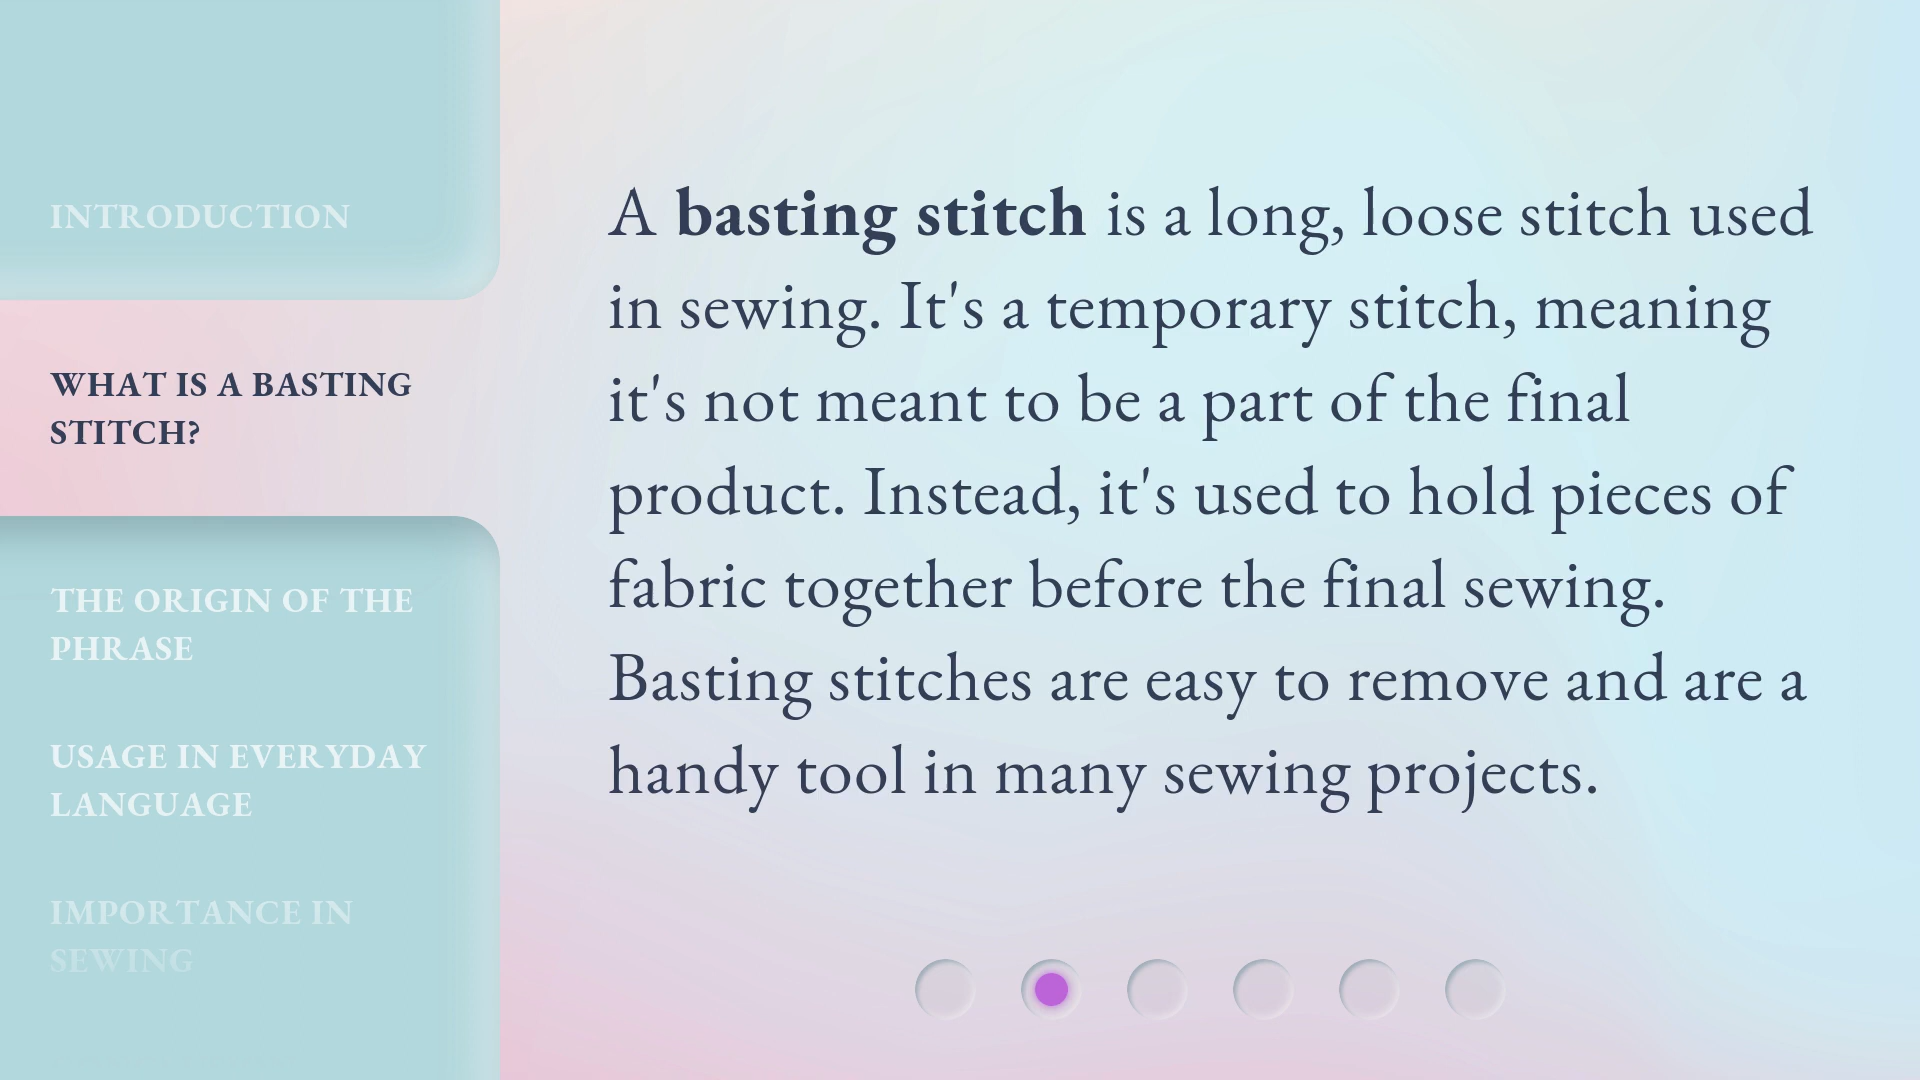 INTRODUCTION
WHAT IS A BASTING
STITCH?
THE ORIGIN OF THE
PHRASE
USAGE IN EVERYDAY
LANGUAGE
IMPORTANCE IN
SEWING
A basting stitch is a long, loose stitch used
in sewing. It's a temporary stitch, meaning
it's not meant to be a part of the final
product. Instead, it's used to hold pieces of
fabric together before the final sewing.
Basting stitches are easy to remove and are a
handy tool in many sewing projects.